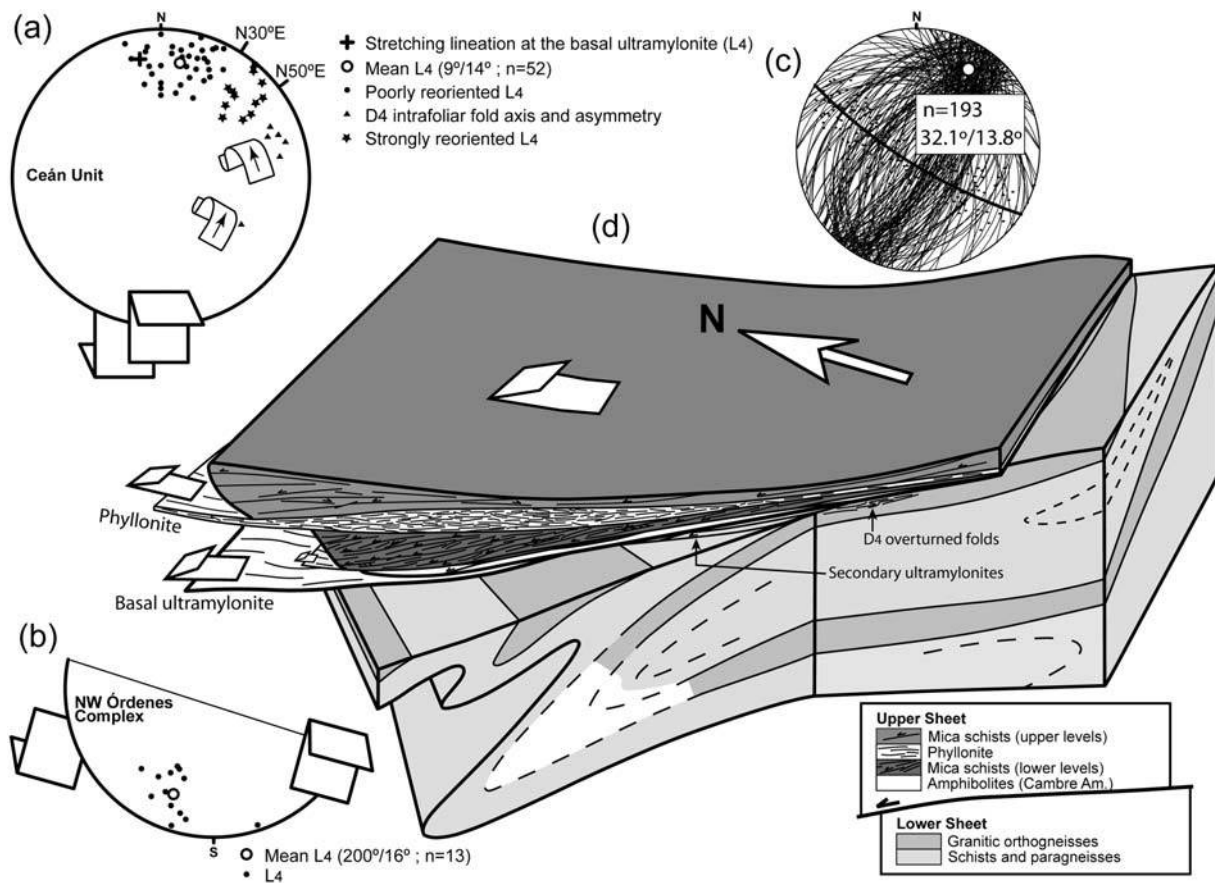 (a)
N
N30ºE
N50ºE
Ceán Unit
Stretching lineation at the basal ultramylonite (L4)
Mean L4 (9º/14º ; n=52)
Poorly reoriented L4
D4 intrafoliar fold axis and asymmetry
Strongly reoriented L4
(c)
N
n=193
32.1º/13.8º
(d)
N
Phyllonite
Basal ultramylonite
D4 overturned folds
Secondary ultramylonites
(b)
NW Órdenes
Complex
S
Mean L4 (200º/16º ; n=13)
L4
Upper Sheet
Mica schists (upper levels)
Phyllonite
Mica schists (lower levels)
Amphibolites (Cambre Am.)
Lower Sheet
Granitic orthogneisses
Schists and paragneisses